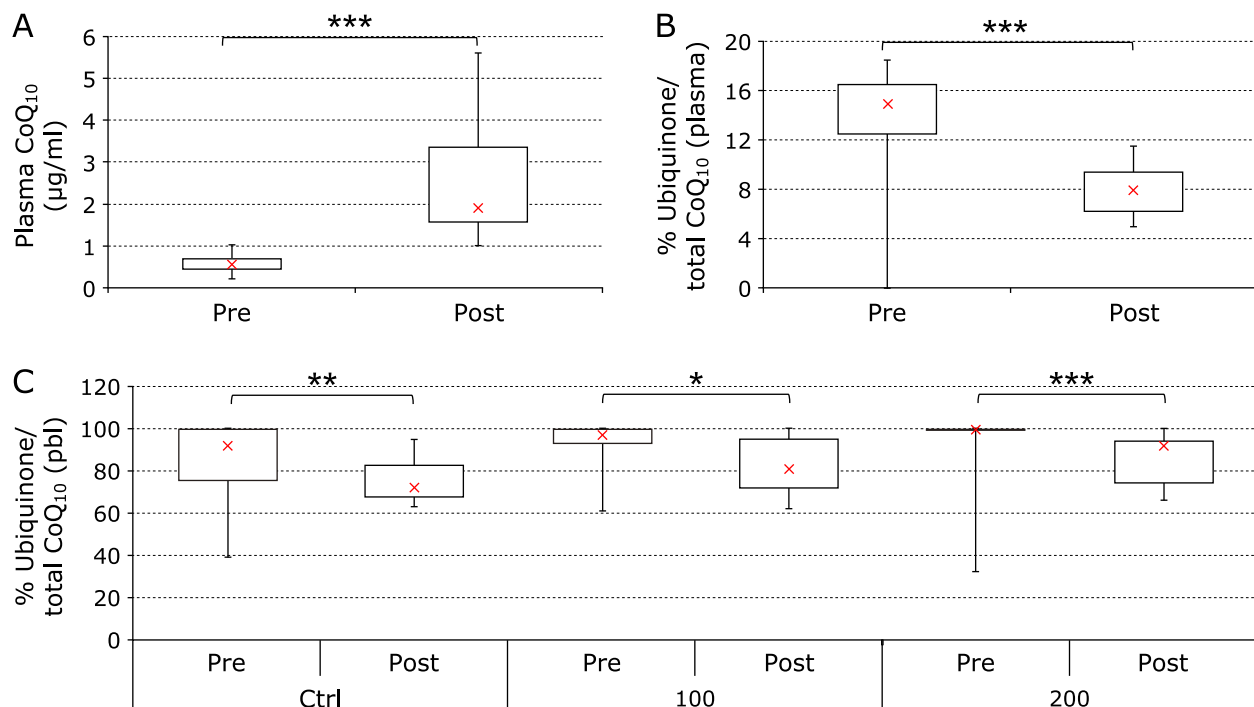 A
***
Plasma CoQ10
(µg/ml)
6
5
4
3
2
1
0
Pre Post
B
***
% Ubiquinone/
total CoQ10 (plasma)
20
16
12
8
4
0
Pre Post
C
** * ***
% Ubiquinone/
total CoQ10 (pbl)
120
100
80
60
40
20
0
Pre Post Pre Post Pre Post
Ctrl 100 200